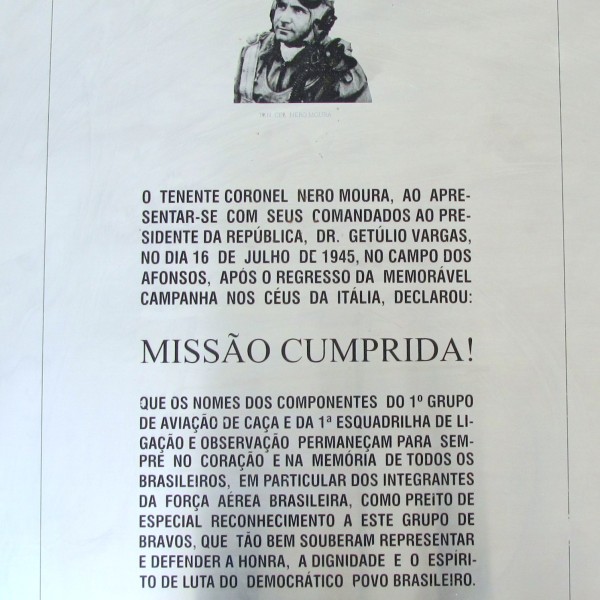 O TENENTE CORONEL NERO MOURA, AO APRE-
SENTAR-SE COM SEUS COMANDADOS AO PRE-
SIDENTE DA REPÚBLICA, DR. GETÚLIO VARGAS,
NO DIA 16 DE JULHO DE 1945, NO CAMPO DOS
AFONSOS, APÓS O REGRESSO DA MEMORÁVEL
CAMPANHA NOS CÉUS DA ITÁLIA, DECLAROU:
MISSÃO CUMPRIDA!
QUE OS NOMES DOS COMPONENTES DO 1º GRUPO
DE AVIAÇÃO DE CAÇA E DA 1ª ESQUADRILHA DE LI-
GAÇÃO E OBSERVAÇÃO PERMANEÇAM PARA SEM-
PRE NO CORAÇÃO E NA MEMÓRIA DE TODOS OS
BRASILEIROS, EM PARTICULAR DOS INTEGRANTES
DA FORÇA AÉREA BRASILEIRA, COMO PREITO DE
ESPECIAL RECONHECIMENTO A ESTE GRUPO DE
BRAVOS, QUE TÃO BEM SOUBERAM REPRESENTAR
E DEFENDER A HONRA, A DIGNIDADE E O ESPÍRI-
TO DE LUTA DO DEMOCRÁTICO POVO BRASILEIRO.